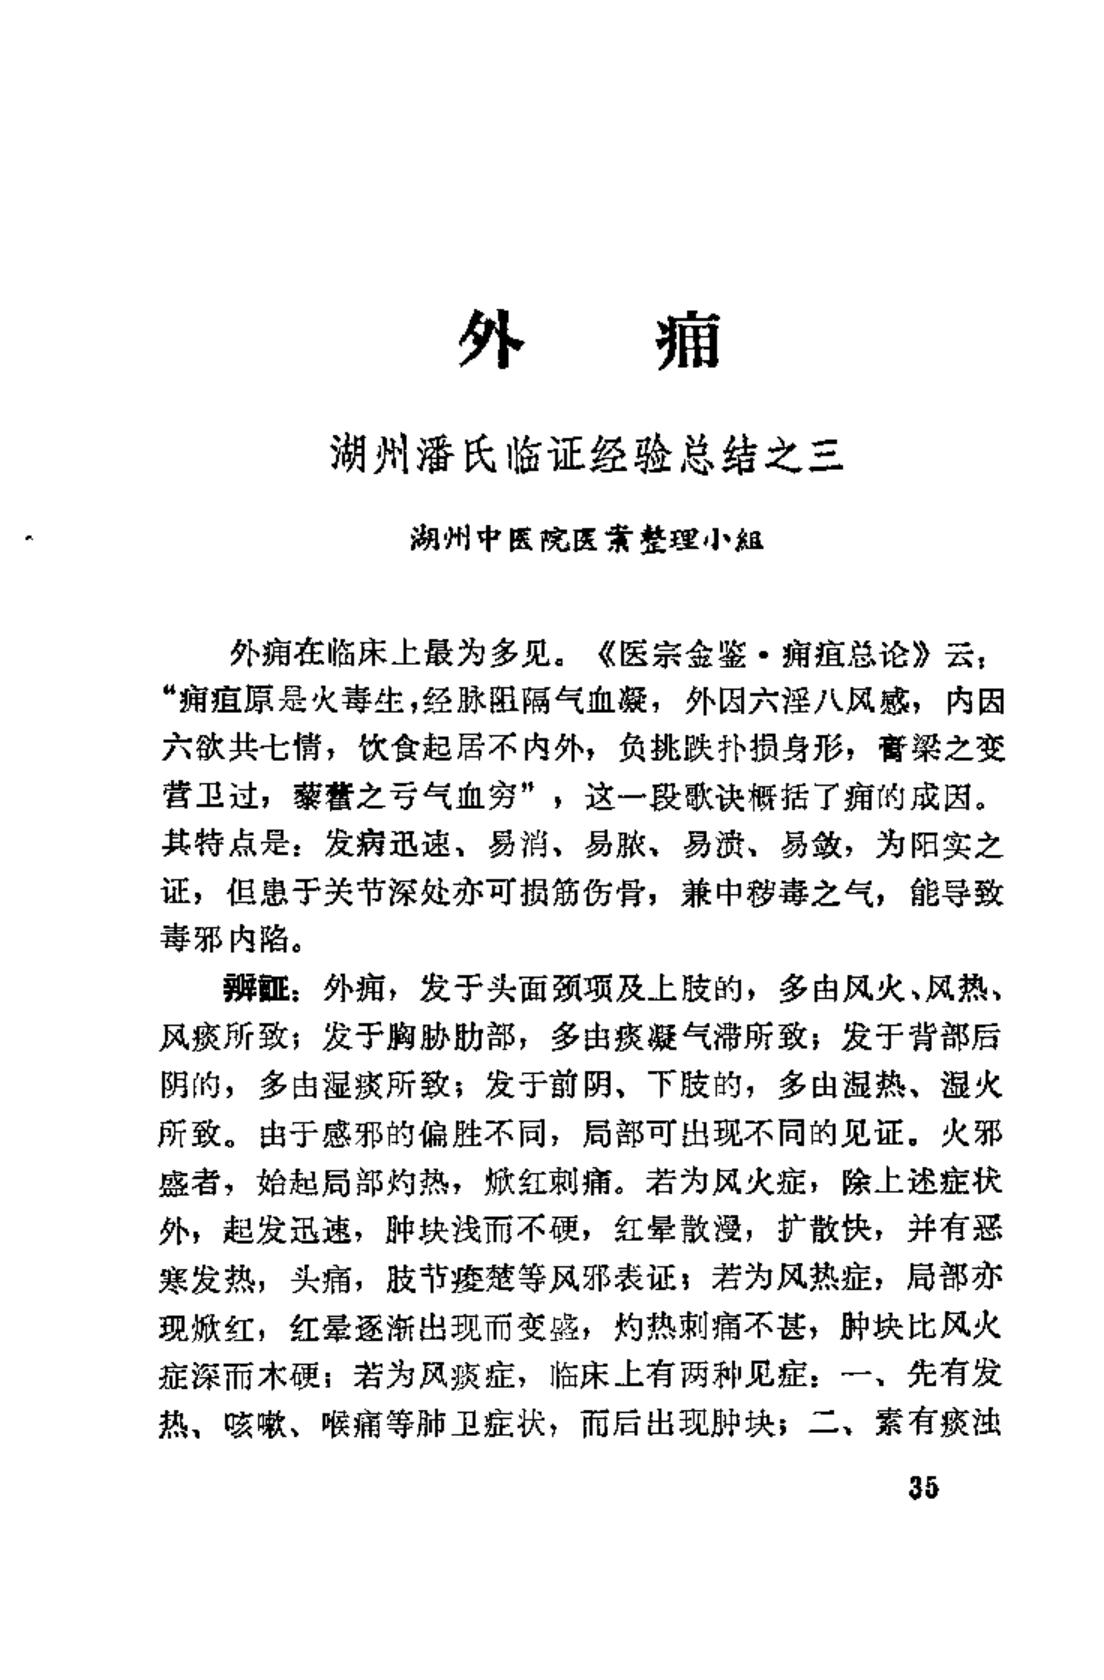 外　痈
湖州潘氏临证经验总结之三
湖州中医院医案整理小組
外痈在临床上最为多见。《医宗金鉴·痈疽总论》云：
“痈疽原是火毒生，经脉阻隔气血凝，外因六淫八风感，内因
六欲共七情，饮食起居不内外，负挑跌扑损身形，膏梁之变
营卫过，藜藿之亏气血穷”，这一段歌诀概括了痈的成因。
其特点是：发病迅速、易消、易脓、易溃、易敛，为阳实之
证，但患于关节深处亦可损筋伤骨，兼中秽毒之气，能导致
毒邪内陷。
辨証：外痈，发于头面颈项及上肢的，多由风火、风热、
风痰所致；发于胸胁肋部，多由痰凝气滞所致；发于背部后
阴的，多由湿痰所致；发于前阴、下肢的，多由湿热、湿火
所致。由于感邪的偏胜不同，局部可出现不同的见证。火邪
盛者，始起局部灼热，焮红刺痛。若为风火症，除上述症状
外，起发迅速，肿块浅而不硬，红晕散漫，扩散快，并有恶
寒发热，头痛，肢节痠楚等风邪表证；若为风热症，局部亦
现焮红，红晕逐渐出现而变盛，灼热刺痛不甚，肿块比风火
症深而木硬；若为风痰症，临床上有两种见症：一、先有发
热、咳嗽、喉痛等肺卫症状，而后出现肿块；二、素有痰浊
35